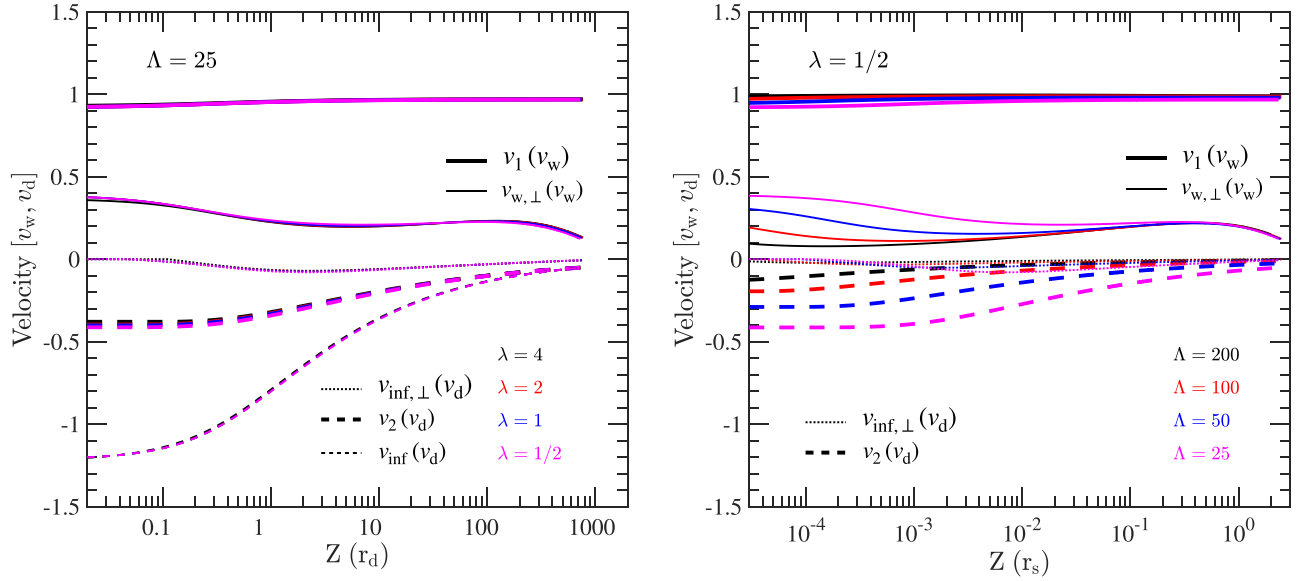 Λ = 25
1.5
1
0.5
0
-0.5
-1
-1.5
Velocity [v_w, v_d]
v_1 (v_w)
v_w,⊥ (v_w)
λ = 4
v_inf,⊥ (v_d) λ = 2
v_2 (v_d) λ = 1
v_inf (v_d) λ = 1/2
0.1 1 10 100 1000
Z (r_d)
λ = 1/2
1.5
1
0.5
0
-0.5
-1
-1.5
Velocity [v_w, v_d]
v_1 (v_w)
v_w,⊥ (v_w)
Λ = 200
Λ = 100
v_inf,⊥ (v_d) Λ = 50
v_2 (v_d) Λ = 25
10^-4 10^-3 10^-2 10^-1 10^0
Z (r_s)